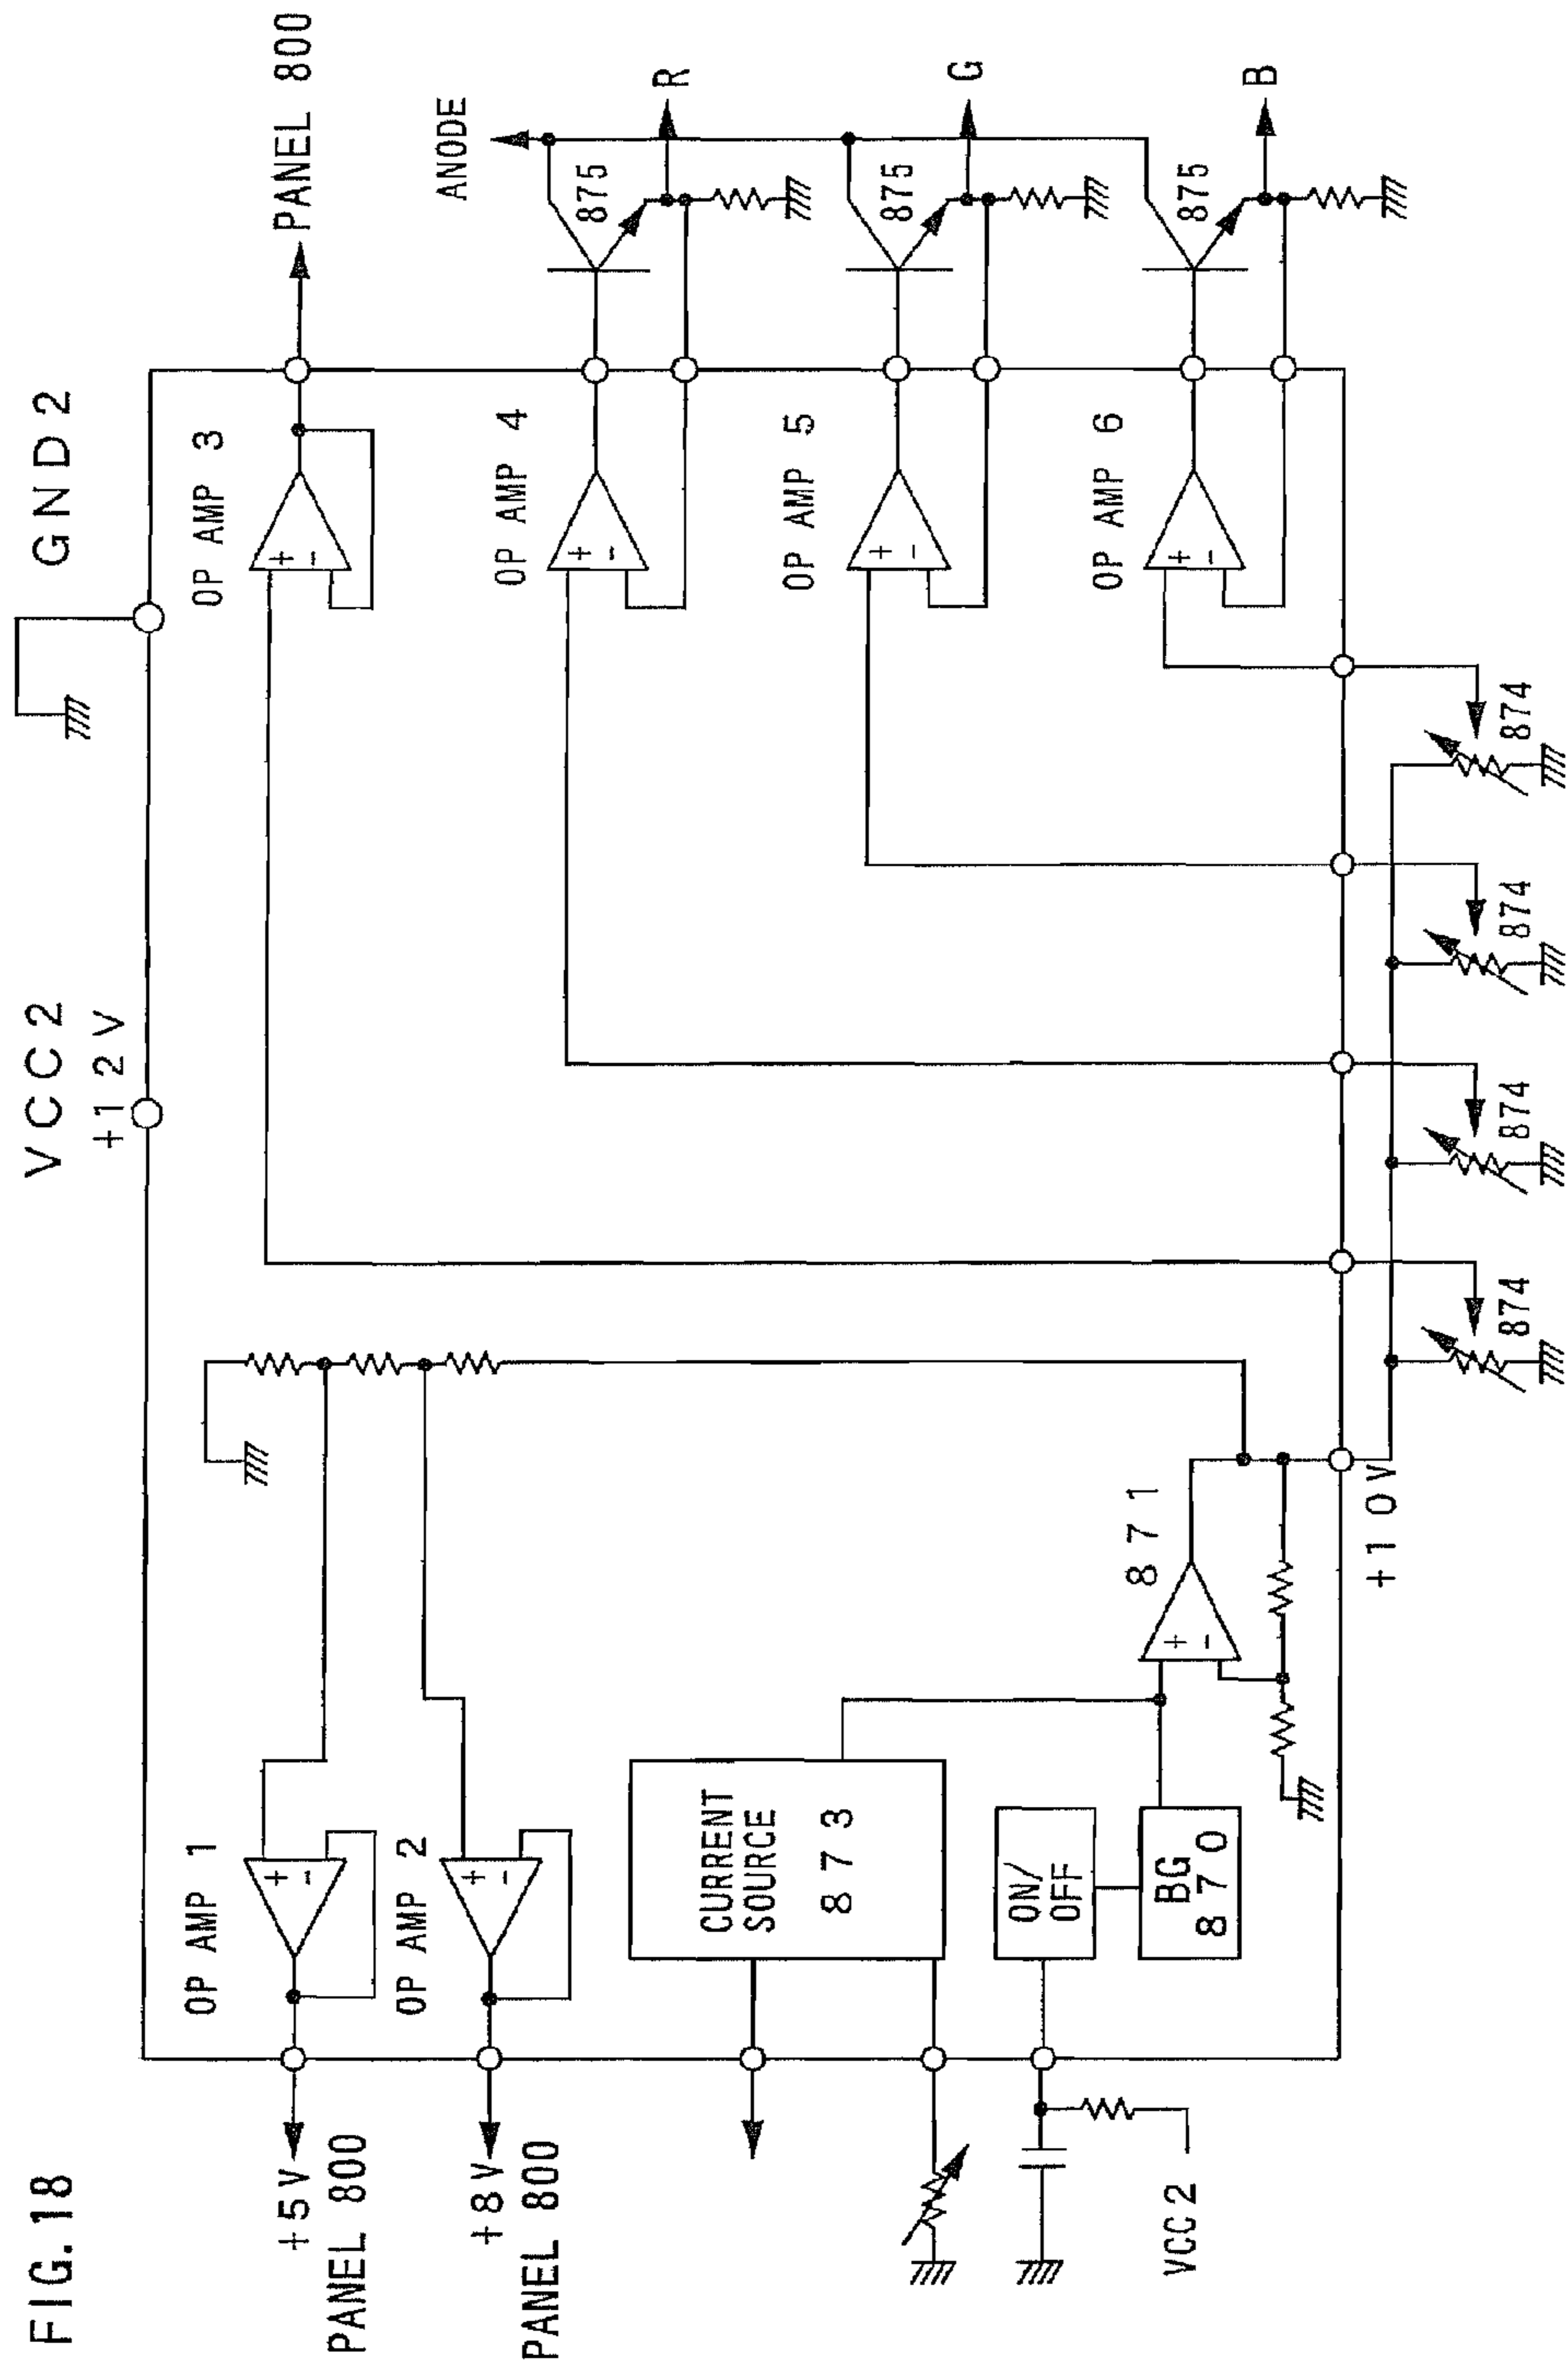 FIG.18
VCC2
+12V
GND2
OP AMP 1
+
-
+5V
PANEL 800
OP AMP 2
+
-
+8V
PANEL 800
CURRENT
SOURCE
873
ON/
OFF
BG
870
VCC2
871
+
-
+10V
874
874
874
874
OP AMP 3
+
-
PANEL 800
OP AMP 4
+
-
ANODE
875
R
OP AMP 5
+
-
875
G
OP AMP 6
+
-
875
B